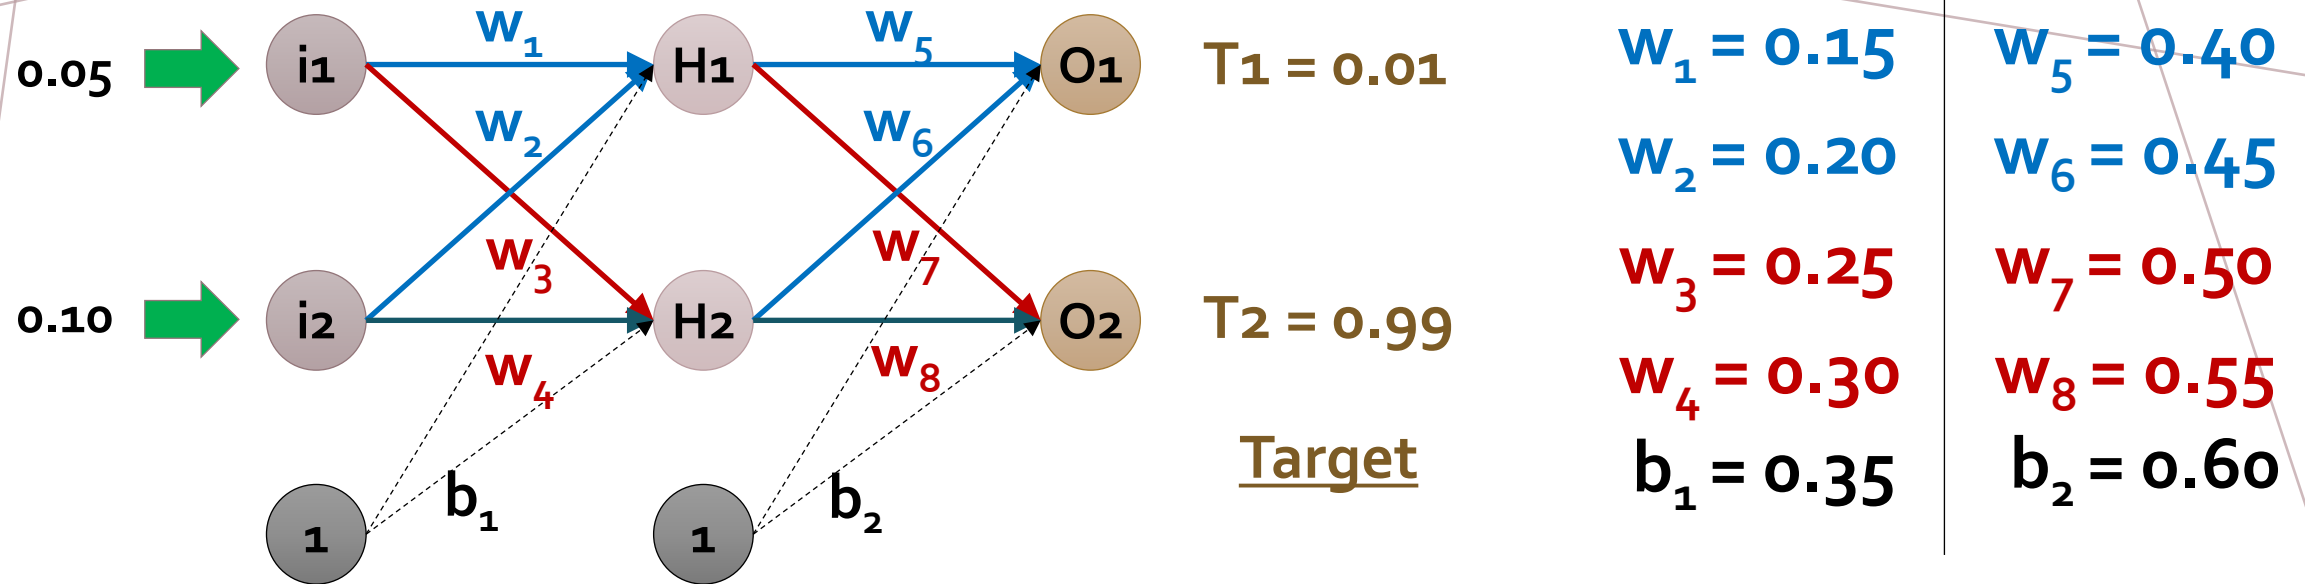 0.05
i1
w1
H1
w5
O1
T1 = 0.01
w1 = 0.15
w5 = 0.40
w2
w6
w2 = 0.20
w6 = 0.45
w3
w7
w3 = 0.25
w7 = 0.50
0.10
i2
H2
O2
T2 = 0.99
w4
w8
w4 = 0.30
w8 = 0.55
Target
b1 = 0.35
b2 = 0.60
1
b1
1
b2